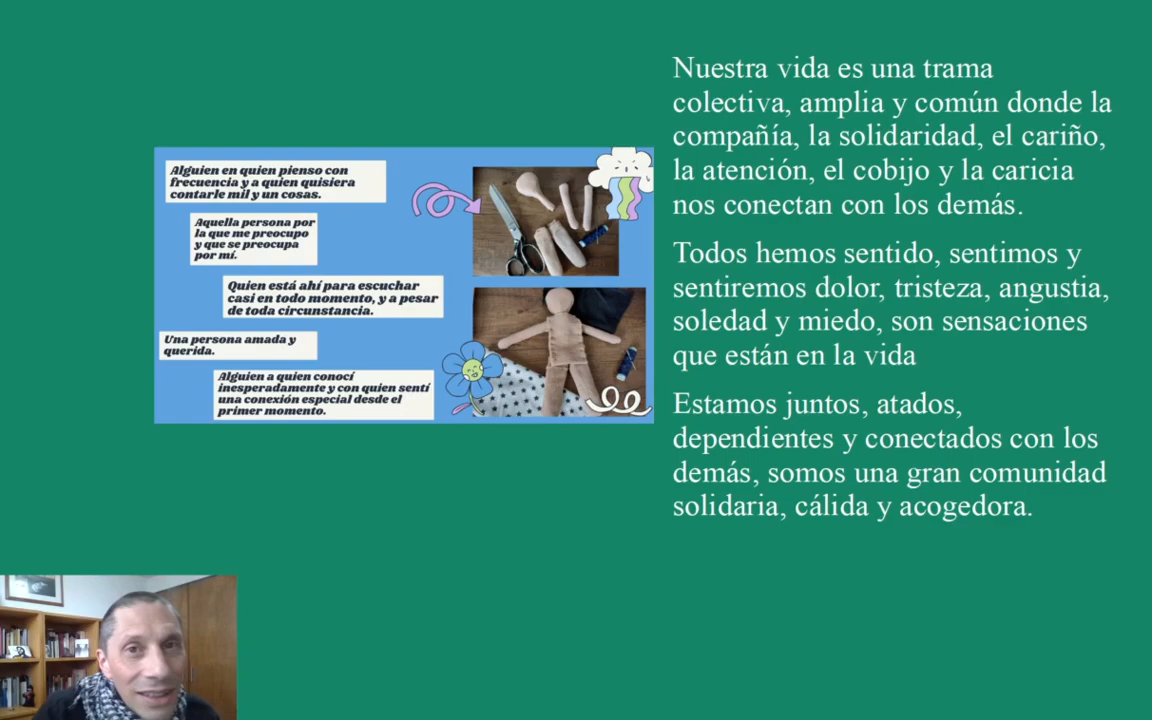 Alguien en quien pienso con
frecuencia y a quien quisiera
contarle mil y un cosas.
Aquella persona por
la que me preocupo
y que se preocupa
por mí.
Quien está ahí para escuchar
casi en todo momento, y a pesar
de toda circunstancia.
Una persona amada y
querida.
Alguien a quien conocí
inesperadamente y con quien sentí
una conexión especial desde el
primer momento.
Nuestra vida es una trama
colectiva, amplia y común donde la
compañía, la solidaridad, el cariño,
la atención, el cobijo y la caricia
nos conectan con los demás.
Todos hemos sentido, sentimos y
sentiremos dolor, tristeza, angustia,
soledad y miedo, son sensaciones
que están en la vida
Estamos juntos, atados,
dependientes y conectados con los
demás, somos una gran comunidad
solidaria, cálida y acogedora.